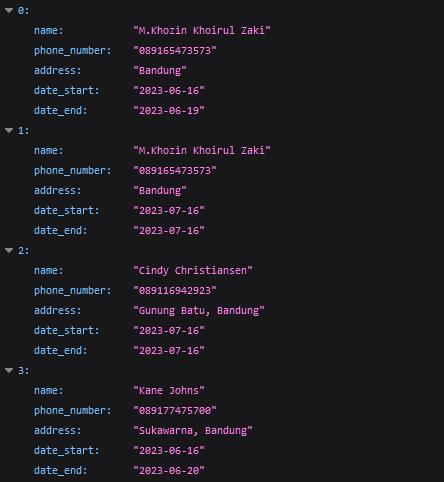 0:
name: "M.Khozin Khoirul Zaki"
phone_number: "089165473573"
address: "Bandung"
date_start: "2023-06-16"
date_end: "2023-06-19"
1:
name: "M.Khozin Khoirul Zaki"
phone_number: "089165473573"
address: "Bandung"
date_start: "2023-07-16"
date_end: "2023-07-16"
2:
name: "Cindy Christiansen"
phone_number: "089116942923"
address: "Gunung Batu, Bandung"
date_start: "2023-07-16"
date_end: "2023-07-16"
3:
name: "Kane Johns"
phone_number: "089177475700"
address: "Sukawarna, Bandung"
date_start: "2023-06-16"
date_end: "2023-06-20"